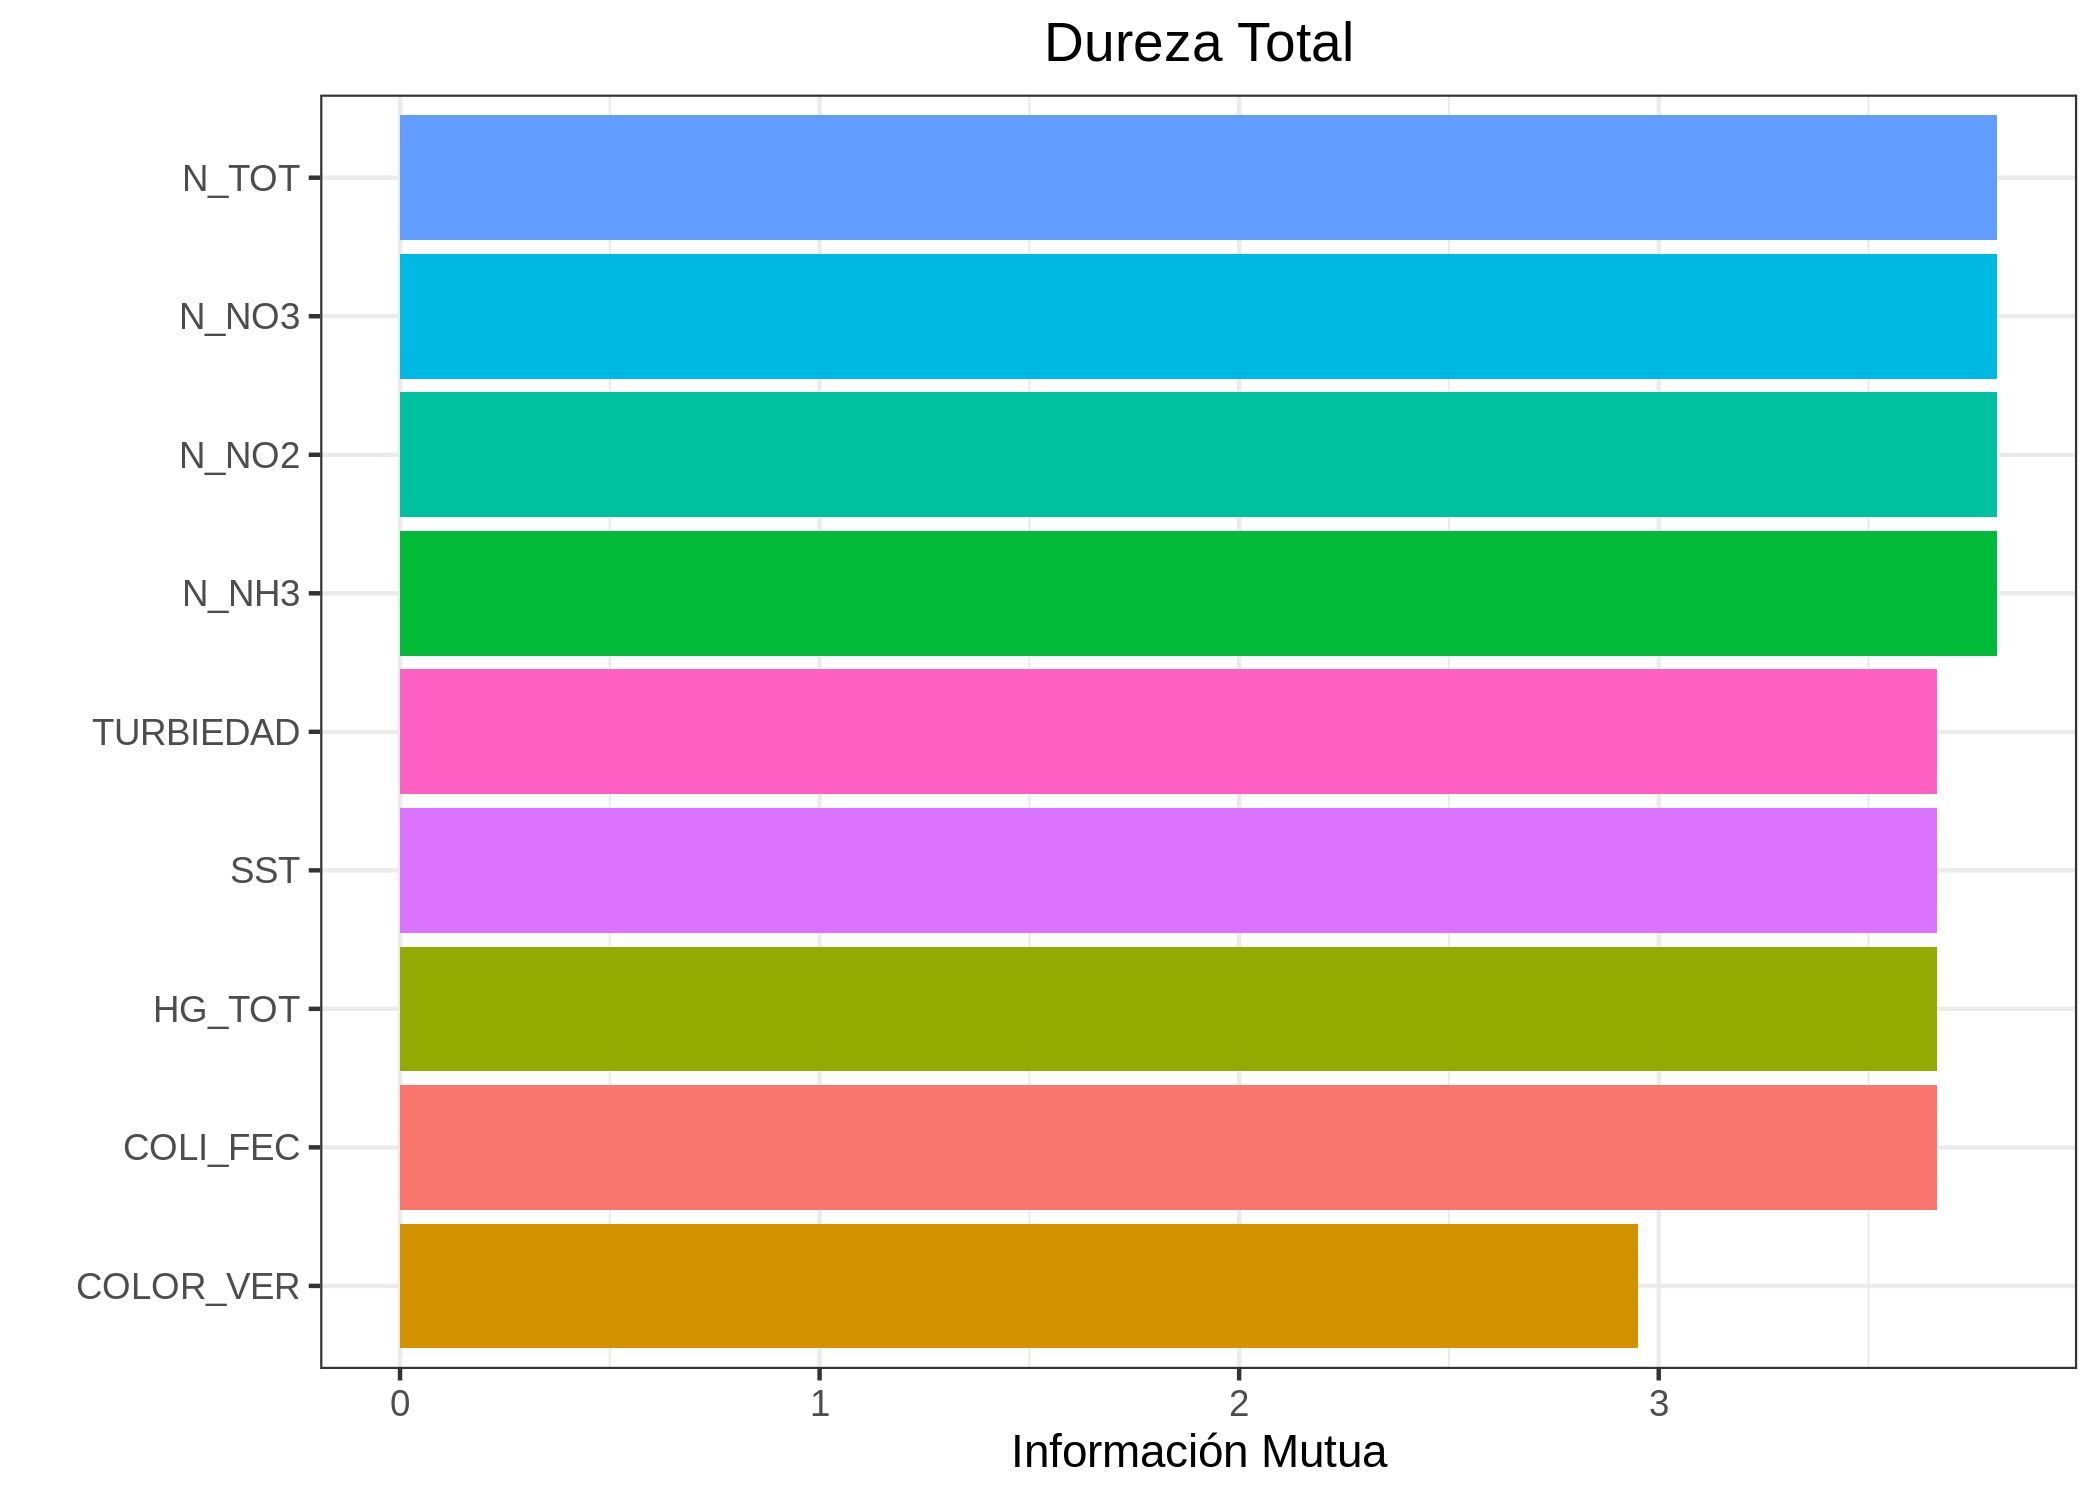 Dureza Total
N_TOT
N_NO3
N_NO2
N_NH3
TURBIEDAD
SST
HG_TOT
COLI_FEC
COLOR_VER
0 1 2 3
Información Mutua